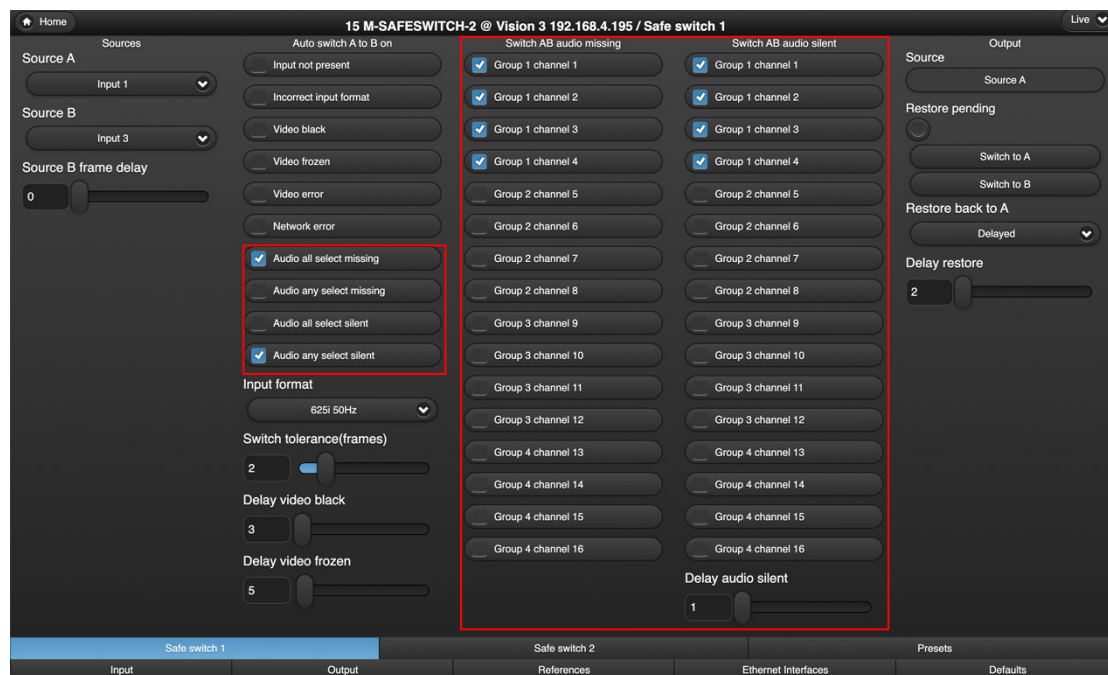 Home
15 M-SAFESWITCH-2 @ Vision 3 192.168.4.195 / Safe switch 1
Live
Sources
Source A
Input 1
Source B
Input 3
Source B frame delay
0
Auto switch A to B on
Input not present
Incorrect input format
Video black
Video frozen
Video error
Network error
Audio all select missing
Audio any select missing
Audio all select silent
Audio any select silent
Input format
625i 50Hz
Switch tolerance(frames)
2
Delay video black
3
Delay video frozen
5
Switch AB audio missing
Group 1 channel 1
Group 1 channel 2
Group 1 channel 3
Group 1 channel 4
Group 2 channel 5
Group 2 channel 6
Group 2 channel 7
Group 2 channel 8
Group 3 channel 9
Group 3 channel 10
Group 3 channel 11
Group 3 channel 12
Group 4 channel 13
Group 4 channel 14
Group 4 channel 15
Group 4 channel 16
Switch AB audio silent
Group 1 channel 1
Group 1 channel 2
Group 1 channel 3
Group 1 channel 4
Group 2 channel 5
Group 2 channel 6
Group 2 channel 7
Group 2 channel 8
Group 3 channel 9
Group 3 channel 10
Group 3 channel 11
Group 3 channel 12
Group 4 channel 13
Group 4 channel 14
Group 4 channel 15
Group 4 channel 16
Delay audio silent
1
Output
Source
Source A
Restore pending
Switch to A
Switch to B
Restore back to A
Delayed
Delay restore
2
Safe switch 1
Safe switch 2
Presets
Input
Output
References
Ethernet Interfaces
Defaults